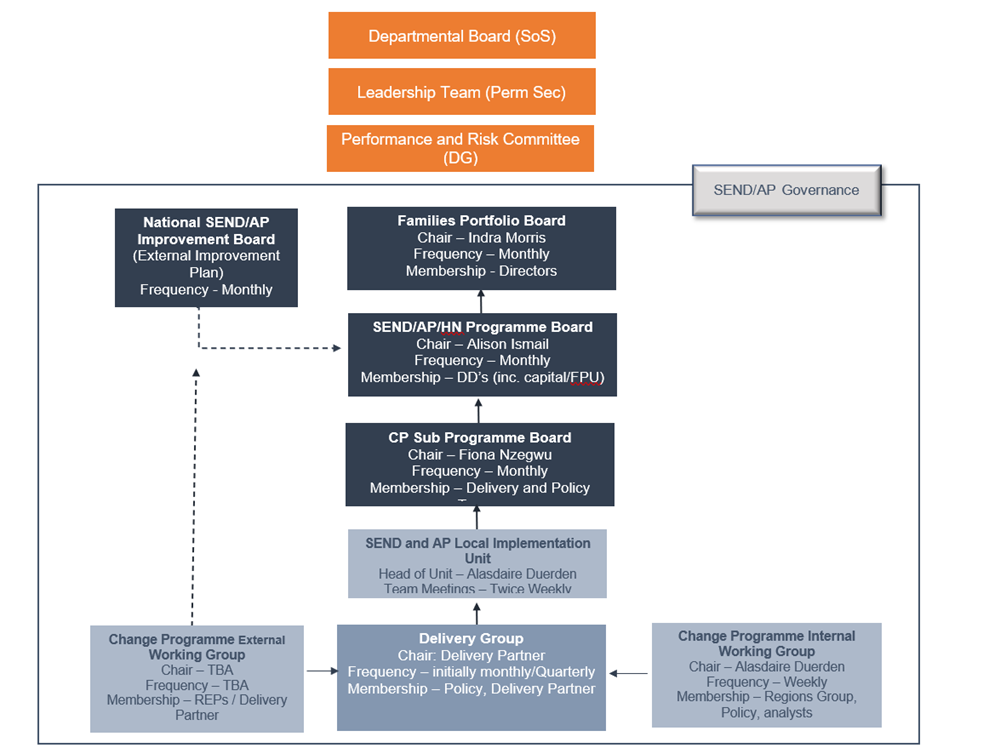 Departmental Board (SoS)
Leadership Team (Perm Sec)
Performance and Risk Committee
(DG)
SEND/AP Governance
National SEND/AP
Improvement Board
(External Improvement
Plan)
Frequency - Monthly
Families Portfolio Board
Chair – Indra Morris
Frequency – Monthly
Membership - Directors
SEND/AP/HN Programme Board
Chair – Alison Ismail
Frequency – Monthly
Membership – DD's (inc. capital/FPU)
CP Sub Programme Board
Chair – Fiona Nzegwu
Frequency – Monthly
Membership – Delivery and Policy
SEND and AP Local Implementation
Unit
Head of Unit – Alasdaire Duerden
Team Meetings – Twice Weekly
Change Programme External
Working Group
Chair – TBA
Frequency – TBA
Membership – REPs / Delivery
Partner
Delivery Group
Chair: Delivery Partner
Frequency – initially monthly/Quarterly
Membership – Policy, Delivery Partner
Change Programme Internal
Working Group
Chair – Alasdaire Duerden
Frequency – Weekly
Membership – Regions Group,
Policy, analysts